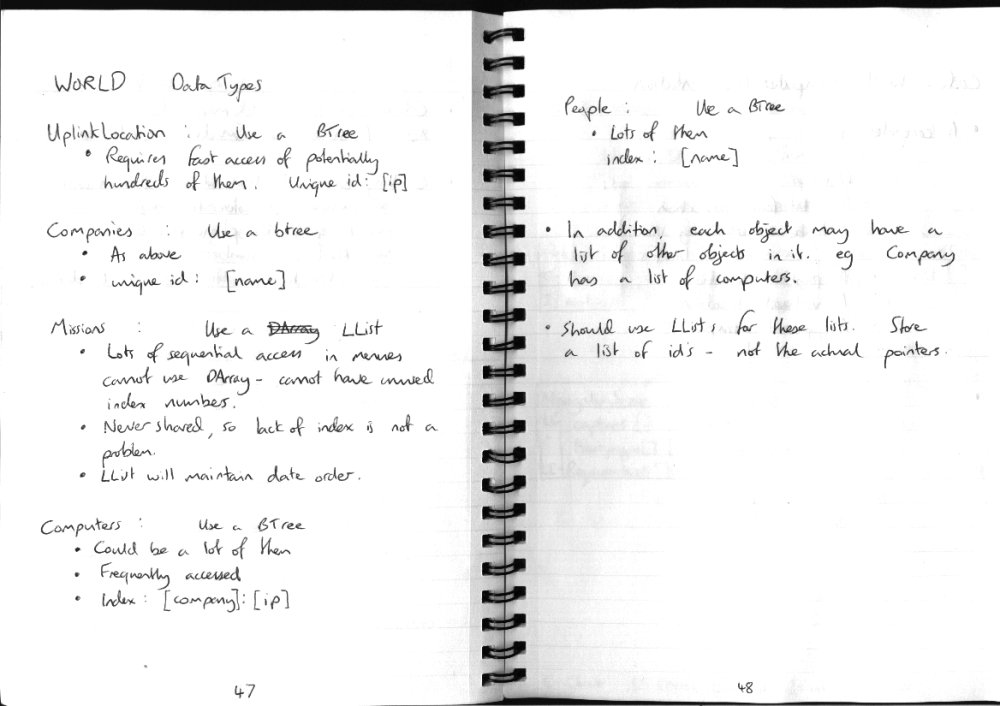 WORLD Data Types
UplinkLocation : Use a BTree
• Requires fast access of potentially
hundreds of them. Unique id: [ip]
Companies : Use a btree
• As above
• unique id: [name]
Missions : Use a DArray LList
• Lots of sequential access in menues
cannot use DArray - cannot have unused
index numbers.
• Never shared, so lack of index is not a
problem.
• LList will maintain date order.
Computers : Use a BTree
• Could be a lot of them
• Frequently accessed
• Index: [company]:[ip]
47
People : Use a BTree
• Lots of them
index: [name]
• In addition, each object may have a
list of other objects in it. eg Company
has a list of computers.
• Should use LLists for these lists. Store
a list of id's - not the actual pointers.
48